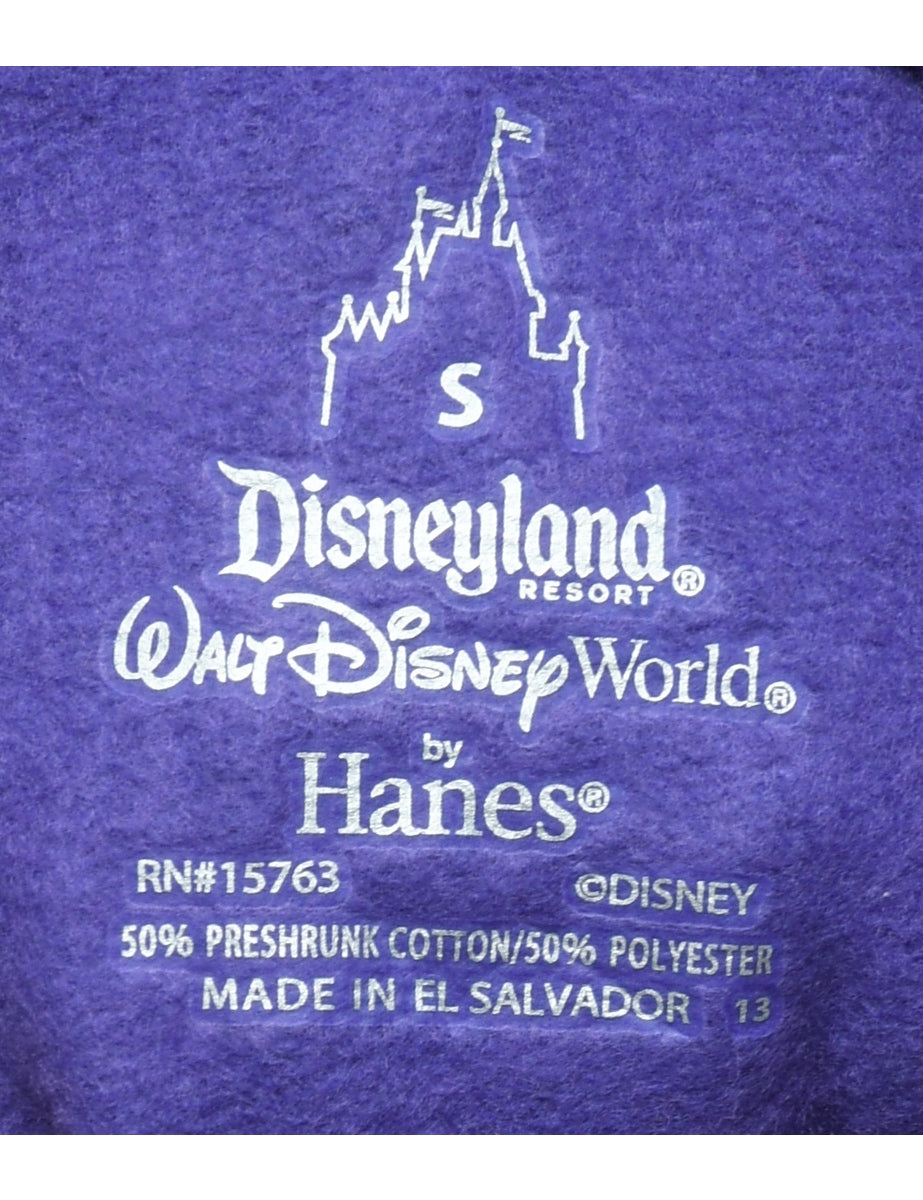 S
Disneyland®
RESORT
WALT DISNEY World®
by
Hanes®
RN#15763 ©DISNEY
50% PRESHRUNK COTTON/50% POLYESTER
MADE IN EL SALVADOR 13